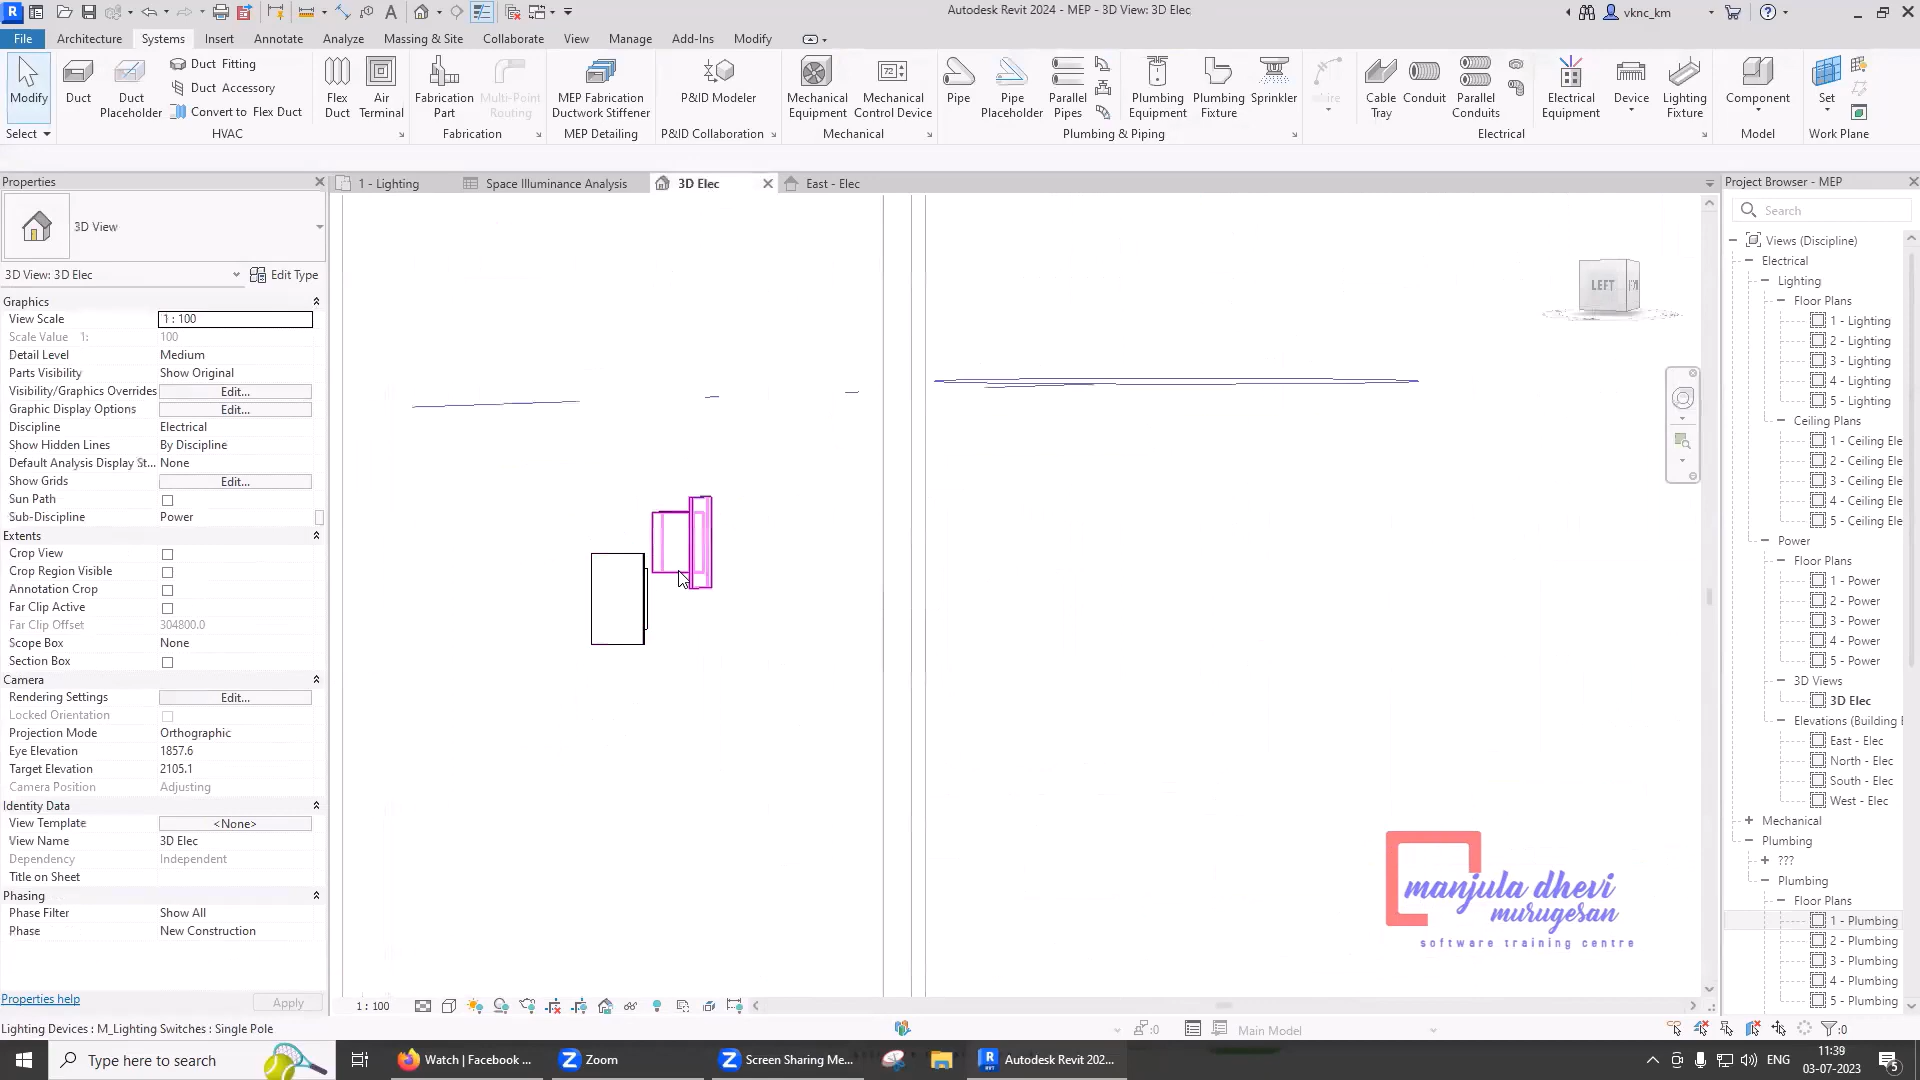 Autodesk Revit 2024 - MEP - 3D View: 3D Elec
vknc_km
File Architecture Systems Insert Annotate Analyze Massing & Site Collaborate View Manage Add-Ins Modify
Modify
Select
Duct
Duct Placeholder
Duct Fitting
Duct Accessory
Convert to Flex Duct
Flex Duct
Air Terminal
HVAC
Fabrication Part
Multi-Point Routing
Fabrication
MEP Fabrication Ductwork Stiffener
MEP Detailing
P&ID Modeler
P&ID Collaboration
Mechanical Equipment
Mechanical Control Device
Mechanical
Pipe
Pipe Placeholder
Parallel Pipes
Plumbing Equipment
Plumbing Fixture
Sprinkler
Plumbing & Piping
Wire
Cable Tray
Conduit
Parallel Conduits
Electrical Equipment
Device
Lighting Fixture
Electrical
Component
Model
Set
Work Plane
Properties
3D View
3D View: 3D Elec
Edit Type
Graphics
View Scale 1 : 100
Scale Value 1: 100
Detail Level Medium
Parts Visibility Show Original
Visibility/Graphics Overrides Edit...
Graphic Display Options Edit...
Discipline Electrical
Show Hidden Lines By Discipline
Default Analysis Display St... None
Show Grids Edit...
Sun Path
Sub-Discipline Power
Extents
Crop View
Crop Region Visible
Annotation Crop
Far Clip Active
Far Clip Offset 304800.0
Scope Box None
Section Box
Camera
Rendering Settings Edit...
Locked Orientation
Projection Mode Orthographic
Eye Elevation 1857.6
Target Elevation 2105.1
Camera Position Adjusting
Identity Data
View Template <None>
View Name 3D Elec
Dependency Independent
Title on Sheet
Phasing
Phase Filter Show All
Phase New Construction
Properties help
Apply
1 - Lighting
Space Illuminance Analysis
3D Elec
East - Elec
LEFT
manjula dhevi
murugesan
software training centre
1 : 100
Project Browser - MEP
Search
Views (Discipline)
Electrical
Lighting
Floor Plans
1 - Lighting
2 - Lighting
3 - Lighting
4 - Lighting
5 - Lighting
Ceiling Plans
1 - Ceiling Ele
2 - Ceiling Ele
3 - Ceiling Ele
4 - Ceiling Ele
5 - Ceiling Ele
Power
Floor Plans
1 - Power
2 - Power
3 - Power
4 - Power
5 - Power
3D Views
3D Elec
Elevations (Building E
East - Elec
North - Elec
South - Elec
West - Elec
Mechanical
Plumbing
???
Plumbing
Floor Plans
1 - Plumbing
2 - Plumbing
3 - Plumbing
4 - Plumbing
5 - Plumbing
Lighting Devices : M_Lighting Switches : Single Pole
:0
Main Model
:0
Type here to search
Watch | Facebook ...
Zoom
Screen Sharing Me...
Autodesk Revit 202...
ENG
11:39
03-07-2023
5